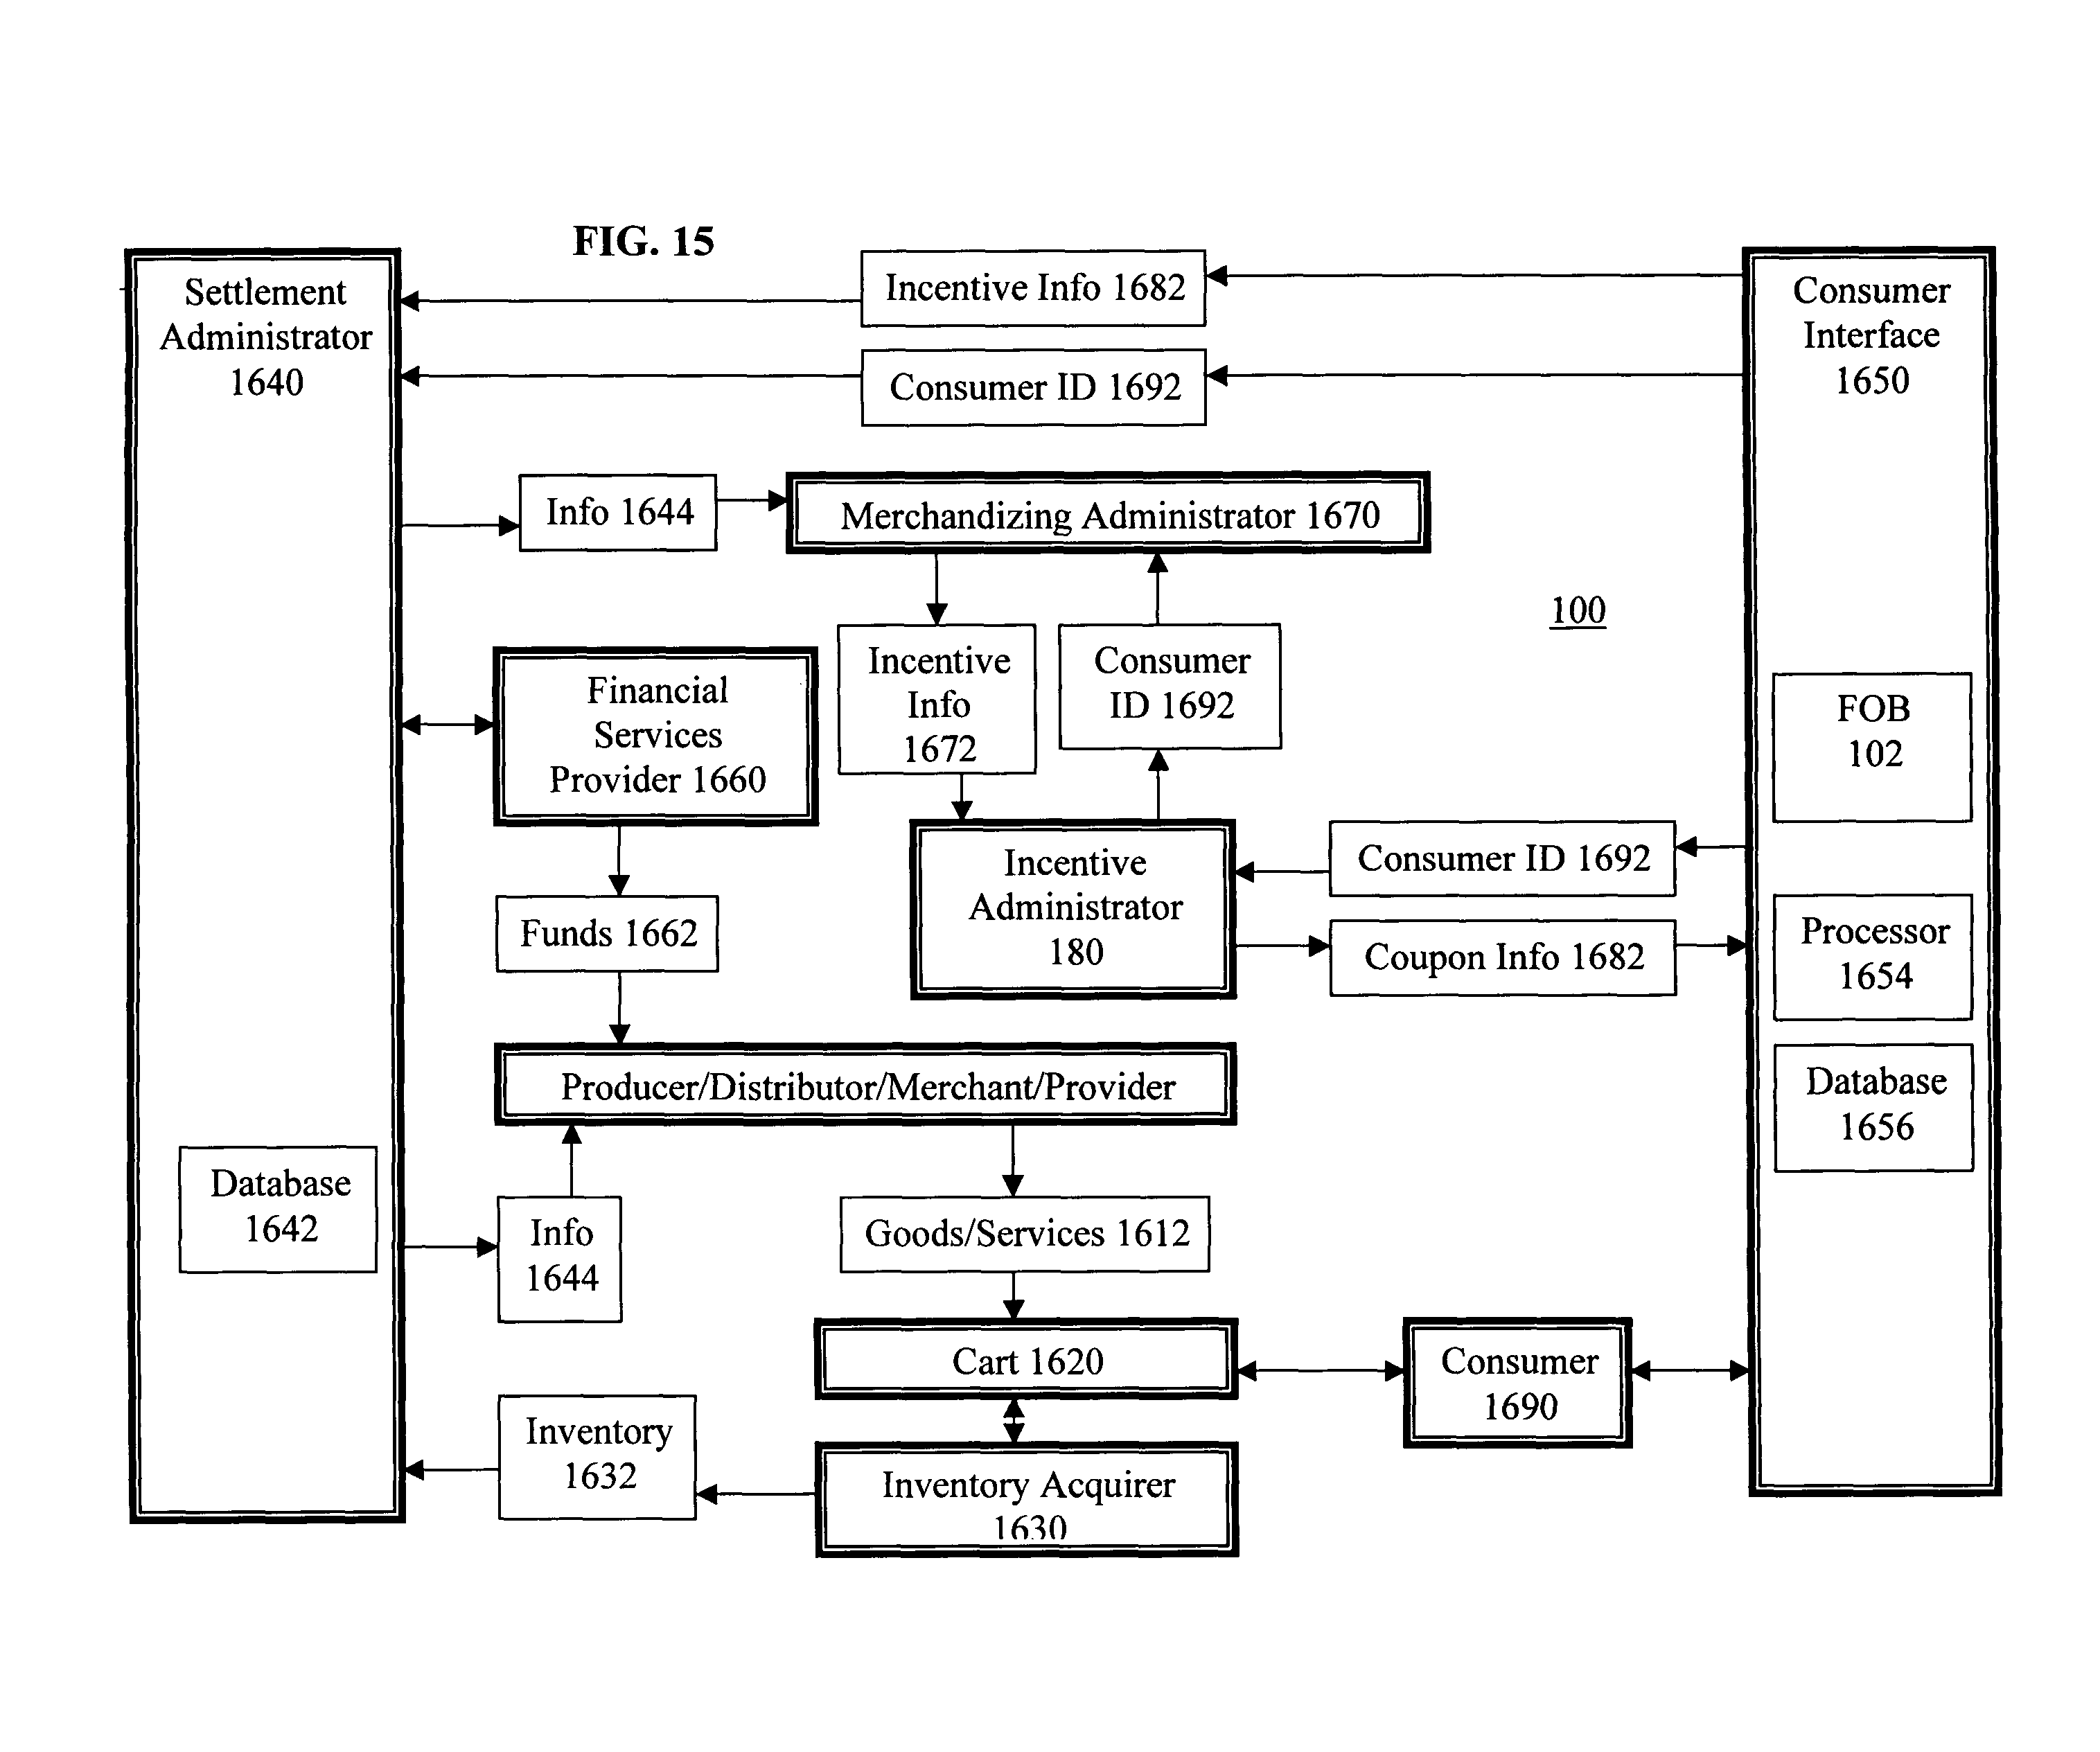 FIG. 15
Settlement
Administrator
1640
Incentive Info 1682
Consumer
Interface
1650
Consumer ID 1692
Info 1644
Merchandizing Administrator 1670
100
Incentive
Info
1672
Consumer
ID 1692
Financial
Services
Provider 1660
FOB
102
Incentive
Administrator
180
Consumer ID 1692
Coupon Info 1682
Funds 1662
Processor
1654
Producer/Distributor/Merchant/Provider
Database
1656
Database
1642
Info
1644
Goods/Services 1612
Cart 1620
Consumer
1690
Inventory
1632
Inventory Acquirer
1630